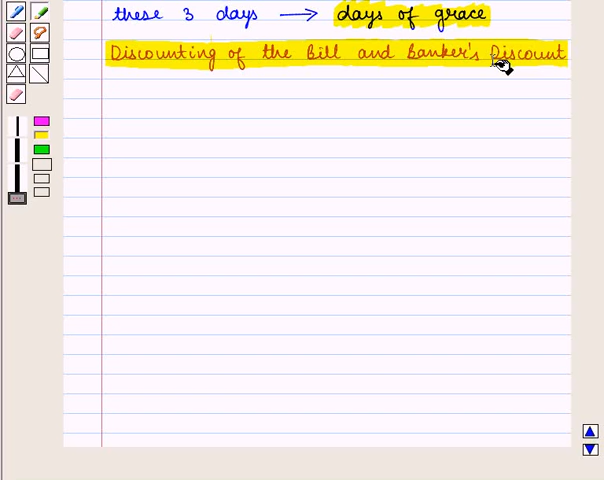 these 3 days → days of grace
Discounting of the Bill and Banker's Discount